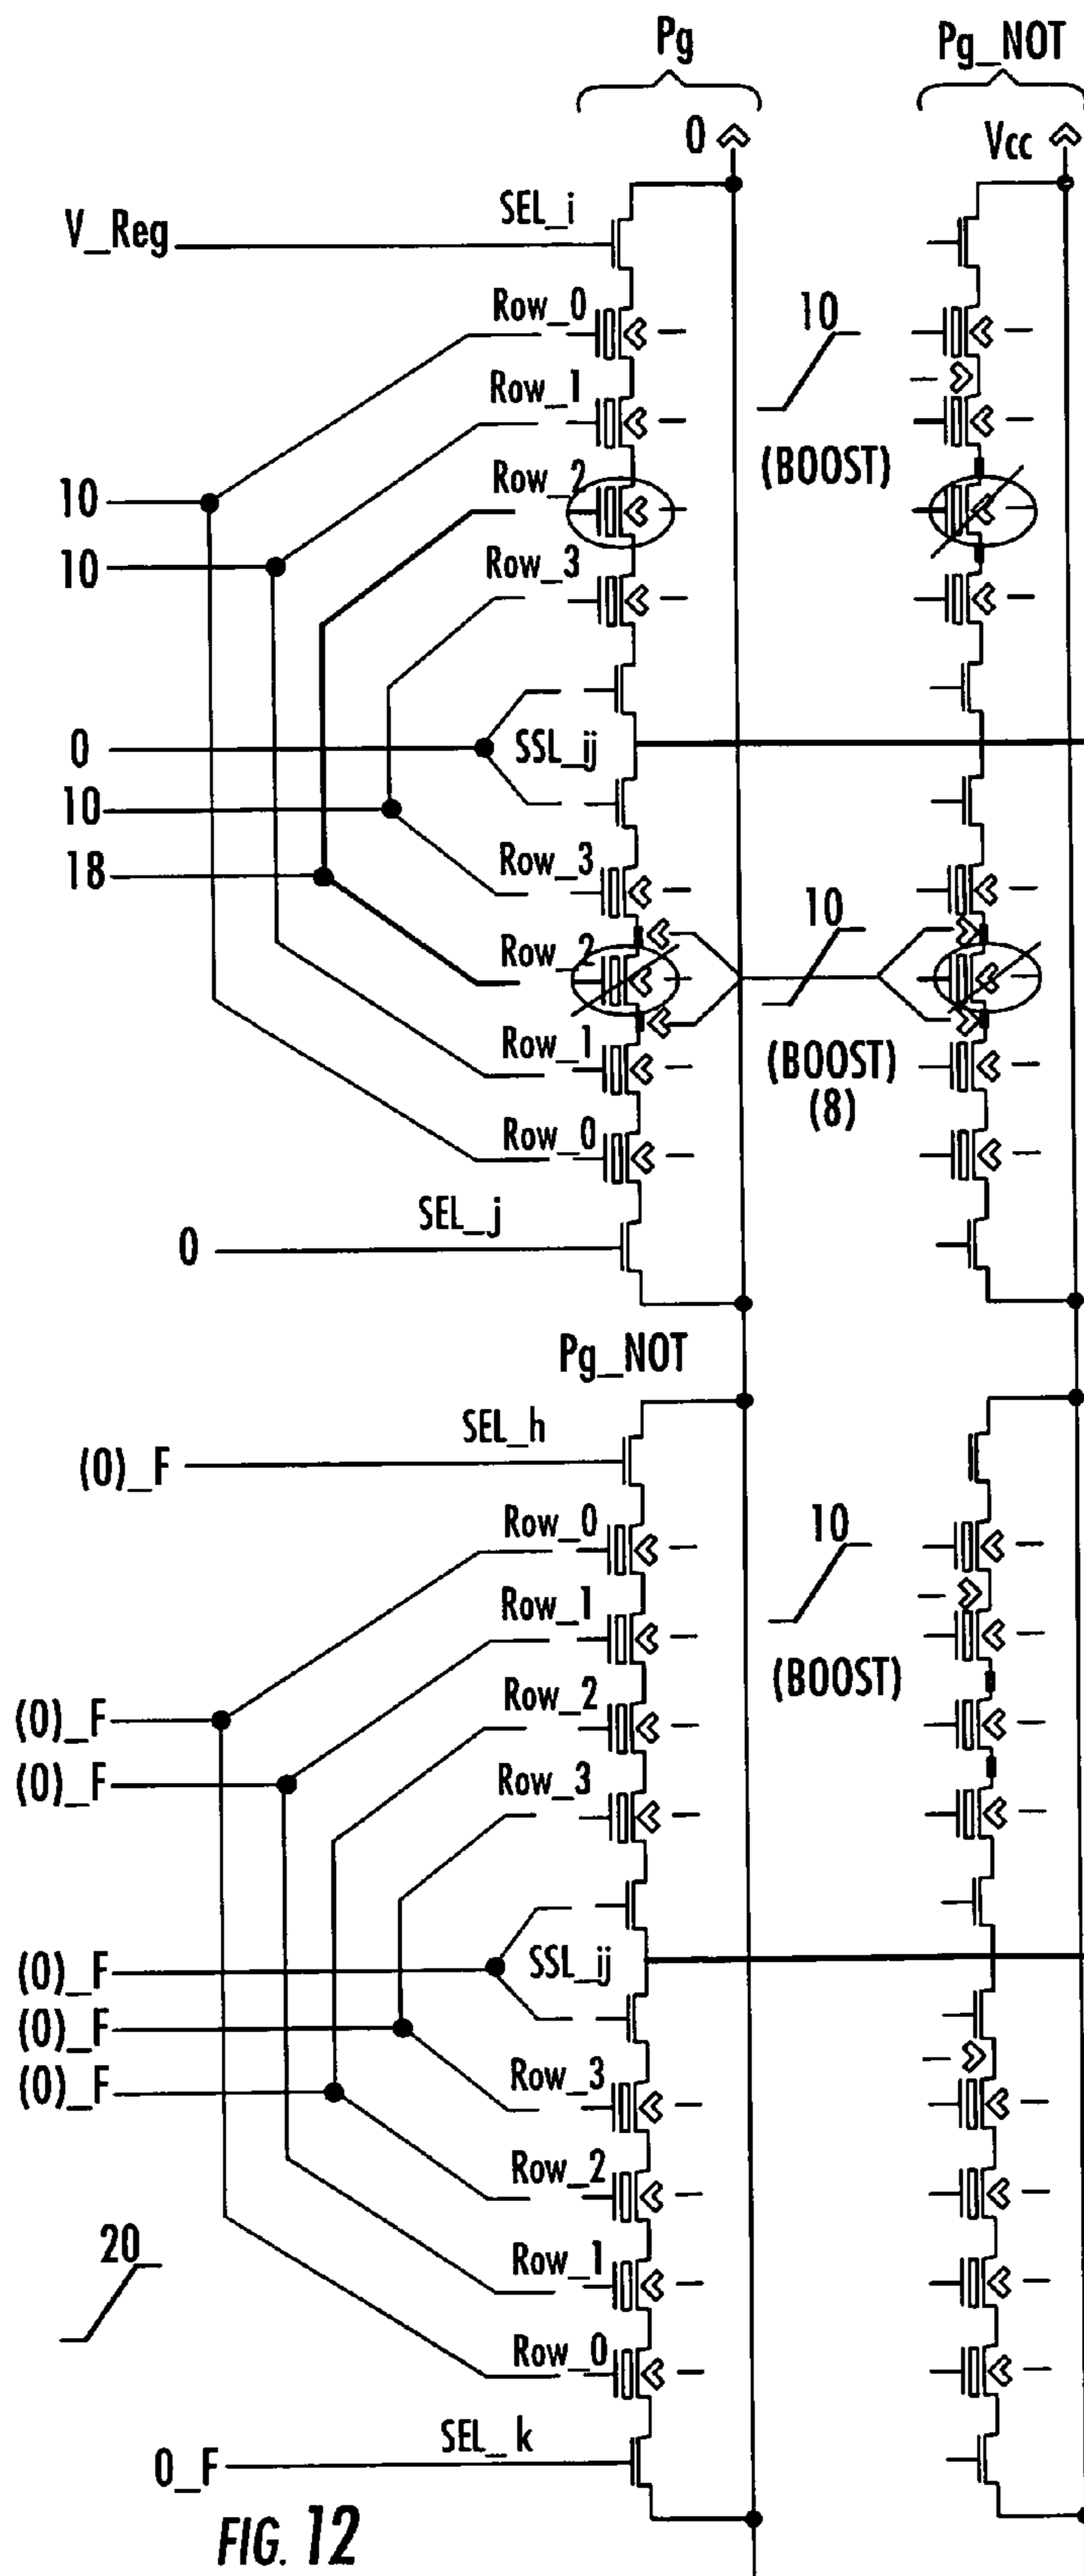 Pg
Pg_NOT
0
Vcc
V_Reg
SEL_i
Row_0
10
Row_1
(BOOST)
10
Row_2
10
Row_3
0
SSL_ij
10
18
Row_3
10
Row_2
(BOOST)
(8)
Row_1
Row_0
0
SEL_j
Pg_NOT
(0)_F
SEL_h
Row_0
10
Row_1
(BOOST)
Row_2
(0)_F
(0)_F
Row_3
(0)_F
SSL_ij
(0)_F
(0)_F
Row_3
Row_2
20
Row_1
Row_0
0_F
SEL_k
FIG. 12